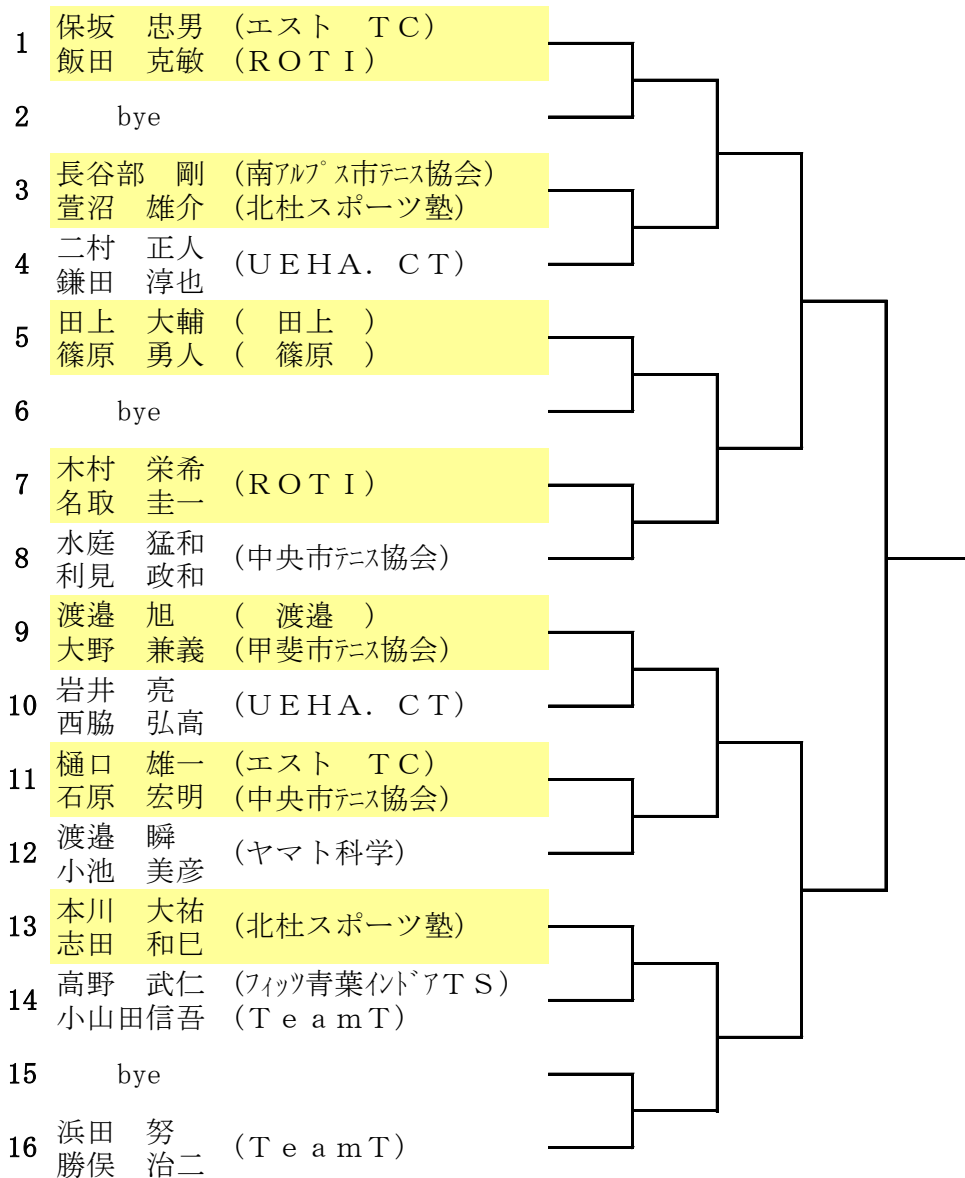 1 保坂　忠男 (エスト　ＴＣ)
飯田　克敏 (ＲＯＴＩ)
2 bye
3 長谷部　剛 (南ｱﾙﾌﾟｽ市ﾃﾆｽ協会)
萱沼　雄介 (北杜スポーツ塾)
4 二村　正人
鎌田　淳也 (ＵＥＨＡ．ＣＴ)
5 田上　大輔 (　田上　)
篠原　勇人 (　篠原　)
6 bye
7 木村　栄希
名取　圭一 (ＲＯＴＩ)
8 水庭　猛和
利見　政和 (中央市ﾃﾆｽ協会)
9 渡邉　旭 (　渡邉　)
大野　兼義 (甲斐市ﾃﾆｽ協会)
10 岩井　亮
西脇　弘高 (ＵＥＨＡ．ＣＴ)
11 樋口　雄一 (エスト　ＴＣ)
石原　宏明 (中央市ﾃﾆｽ協会)
12 渡邉　瞬
小池　美彦 (ヤマト科学)
13 本川　大祐
志田　和巳 (北杜スポーツ塾)
14 高野　武仁 (ﾌｨｯﾂ青葉ｲﾝﾄﾞｱＴＳ)
小山田信吾 (ＴｅａｍＴ)
15 bye
16 浜田　努
勝俣　治二 (ＴｅａｍＴ)